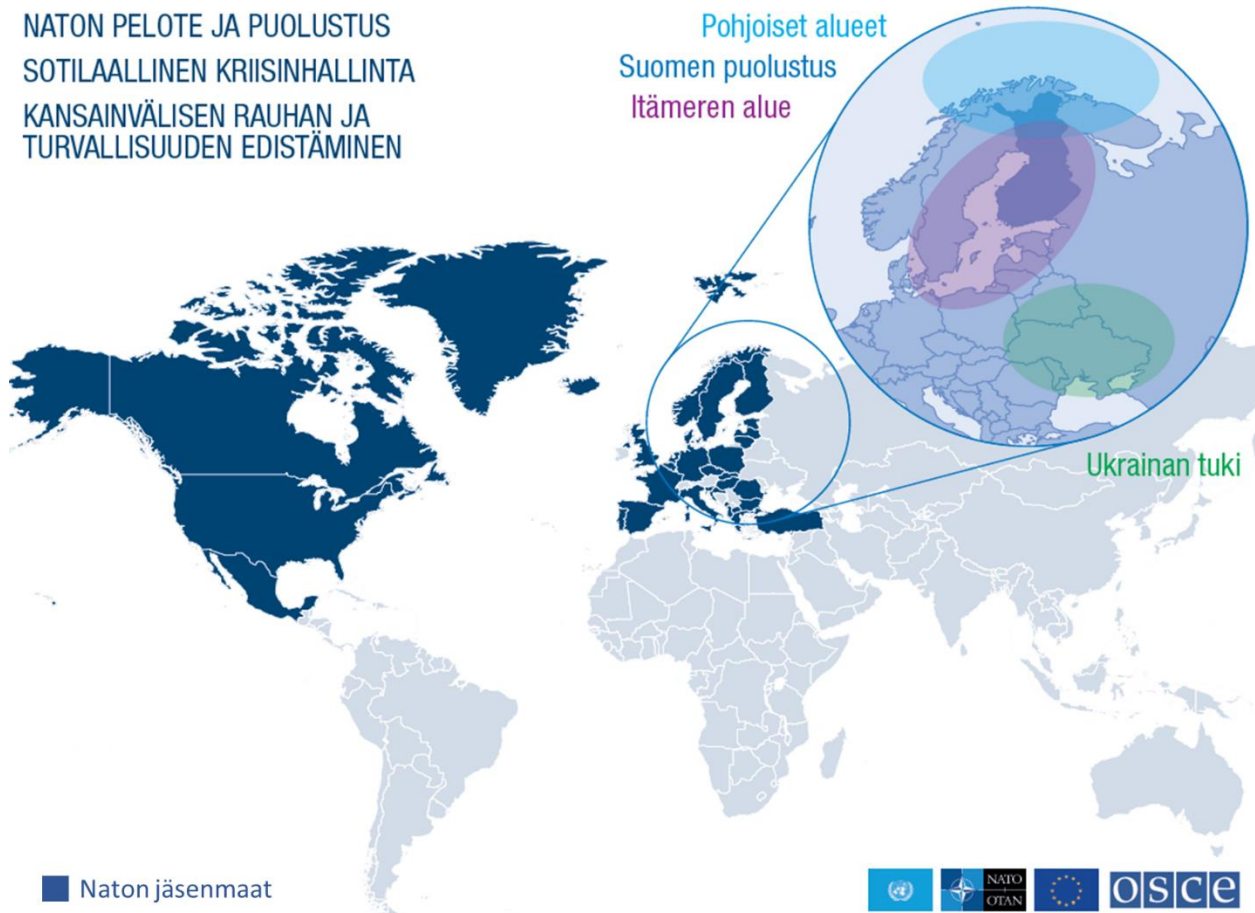 NATON PELOTE JA PUOLUSTUS
SOTILAALLINEN KRIISINHALLINTA
KANSAINVÄLISEN RAUHAN JA
TURVALLISUUDEN EDISTÄMINEN
Pohjoiset alueet
Suomen puolustus
Itämeren alue
Ukrainan tuki
Naton jäsenmaat
NATO
OTAN
OSCE